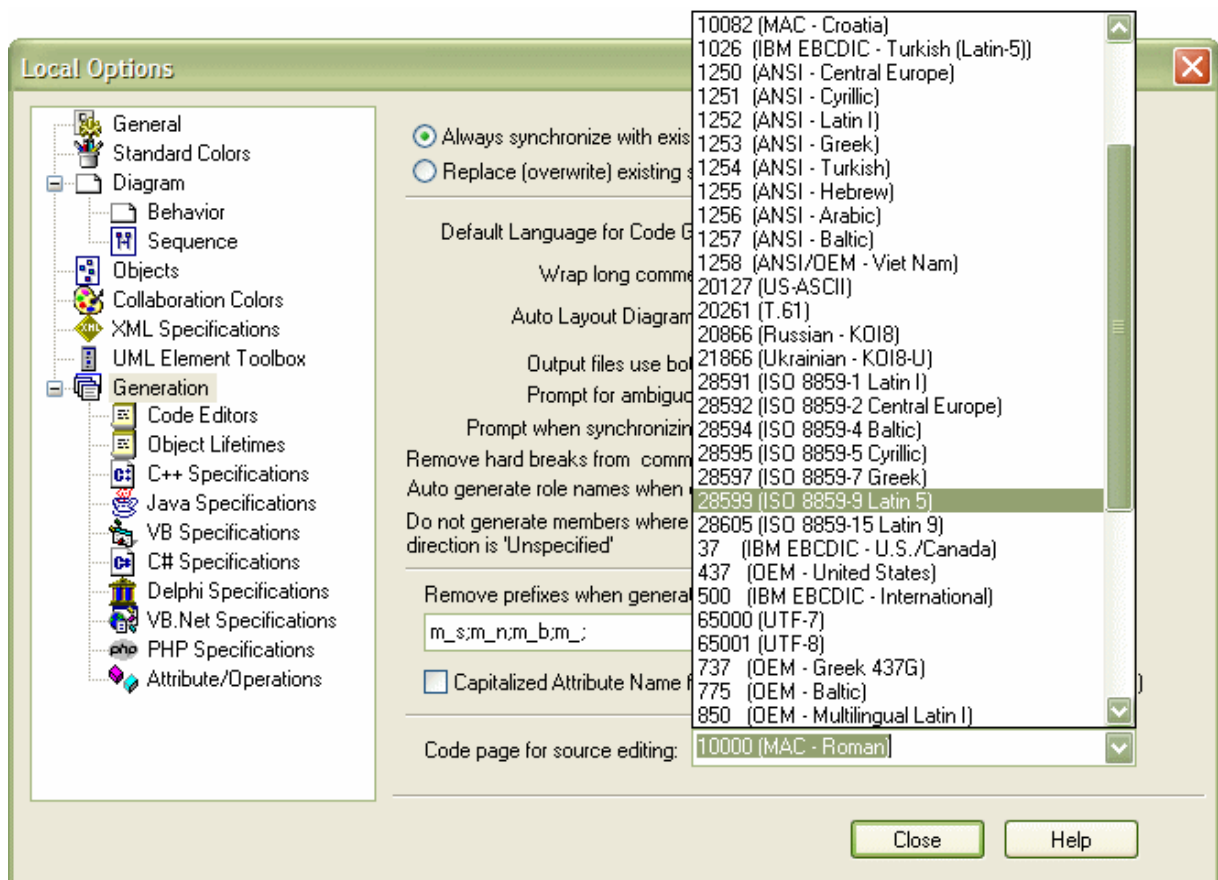 Local Options
General
Standard Colors
Diagram
Behavior
Sequence
Objects
Collaboration Colors
XML Specifications
UML Element Toolbox
Generation
Code Editors
Object Lifetimes
C++ Specifications
Java Specifications
VB Specifications
C# Specifications
Delphi Specifications
VB.Net Specifications
PHP Specifications
Attribute/Operations
Always synchronize with exis
Replace (overwrite) existing s
Default Language for Code G
Wrap long comme
Auto Layout Diagram
Output files use bot
Prompt for ambiguo
Prompt when synchronizin
Remove hard breaks from comm
Auto generate role names when
Do not generate members where
direction is 'Unspecified'
Remove prefixes when generat
m_s;m_n;m_b;m_;
Capitalized Attribute Name f
)
Code page for source editing:
10000 (MAC - Roman)
10082 (MAC - Croatia)
1026 (IBM EBCDIC - Turkish (Latin-5))
1250 (ANSI - Central Europe)
1251 (ANSI - Cyrillic)
1252 (ANSI - Latin I)
1253 (ANSI - Greek)
1254 (ANSI - Turkish)
1255 (ANSI - Hebrew)
1256 (ANSI - Arabic)
1257 (ANSI - Baltic)
1258 (ANSI/OEM - Viet Nam)
20127 (US-ASCII)
20261 (T.61)
20866 (Russian - KOI8)
21866 (Ukrainian - KOI8-U)
28591 (ISO 8859-1 Latin I)
28592 (ISO 8859-2 Central Europe)
28594 (ISO 8859-4 Baltic)
28595 (ISO 8859-5 Cyrillic)
28597 (ISO 8859-7 Greek)
28599 (ISO 8859-9 Latin 5)
28605 (ISO 8859-15 Latin 9)
37 (IBM EBCDIC - U.S./Canada)
437 (OEM - United States)
500 (IBM EBCDIC - International)
65000 (UTF-7)
65001 (UTF-8)
737 (OEM - Greek 437G)
775 (OEM - Baltic)
850 (OEM - Multilingual Latin I)
Close
Help